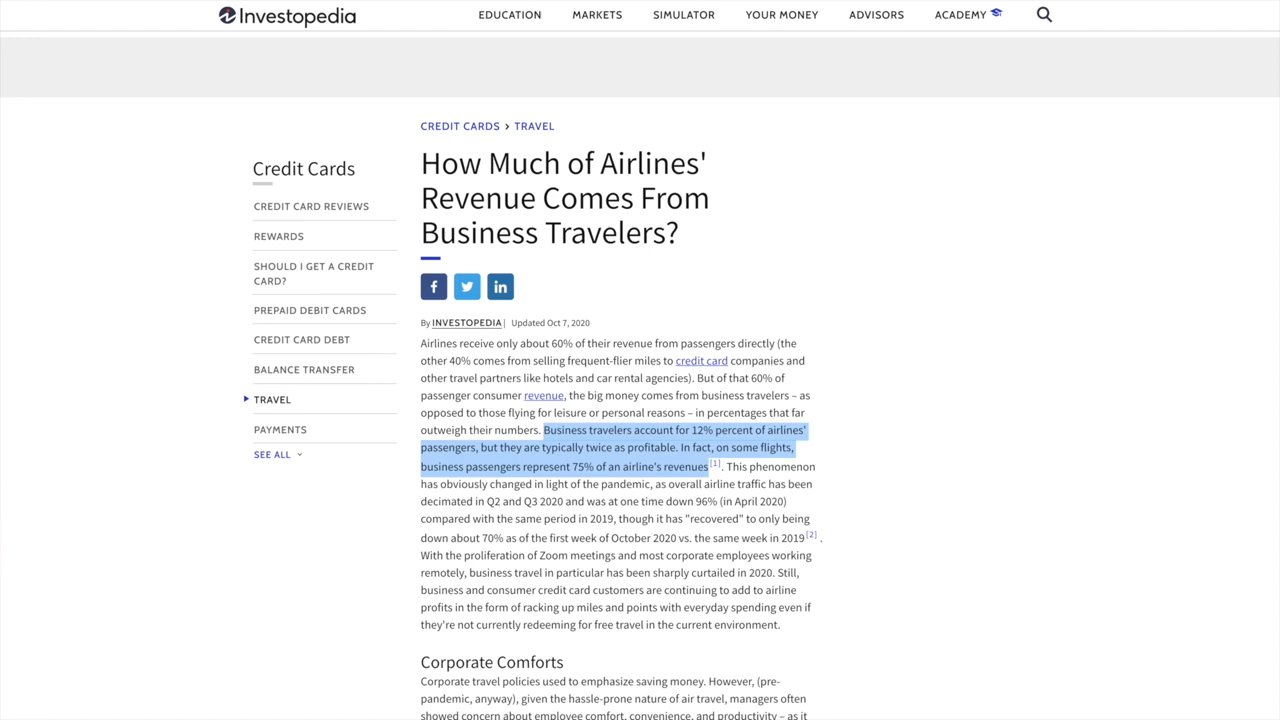 Investopedia
EDUCATION MARKETS SIMULATOR YOUR MONEY ADVISORS ACADEMY
CREDIT CARDS > TRAVEL
Credit Cards
CREDIT CARD REVIEWS
REWARDS
SHOULD I GET A CREDIT
CARD?
PREPAID DEBIT CARDS
CREDIT CARD DEBT
BALANCE TRANSFER
TRAVEL
PAYMENTS
SEE ALL
How Much of Airlines'
Revenue Comes From
Business Travelers?
By INVESTOPEDIA | Updated Oct 7, 2020
Airlines receive only about 60% of their revenue from passengers directly (the
other 40% comes from selling frequent-flier miles to credit card companies and
other travel partners like hotels and car rental agencies). But of that 60% of
passenger consumer revenue, the big money comes from business travelers – as
opposed to those flying for leisure or personal reasons – in percentages that far
outweigh their numbers. Business travelers account for 12% percent of airlines'
passengers, but they are typically twice as profitable. In fact, on some flights,
business passengers represent 75% of an airline's revenues [1]. This phenomenon
has obviously changed in light of the pandemic, as overall airline traffic has been
decimated in Q2 and Q3 2020 and was at one time down 96% (in April 2020)
compared with the same period in 2019, though it has "recovered" to only being
down about 70% as of the first week of October 2020 vs. the same week in 2019 [2] .
With the proliferation of Zoom meetings and most corporate employees working
remotely, business travel in particular has been sharply curtailed in 2020. Still,
business and consumer credit card customers are continuing to add to airline
profits in the form of racking up miles and points with everyday spending even if
they're not currently redeeming for free travel in the current environment.
Corporate Comforts
Corporate travel policies used to emphasize saving money. However, (pre-
pandemic, anyway), given the hassle-prone nature of air travel, managers often
showed concern about employee comfort, convenience, and productivity – as it